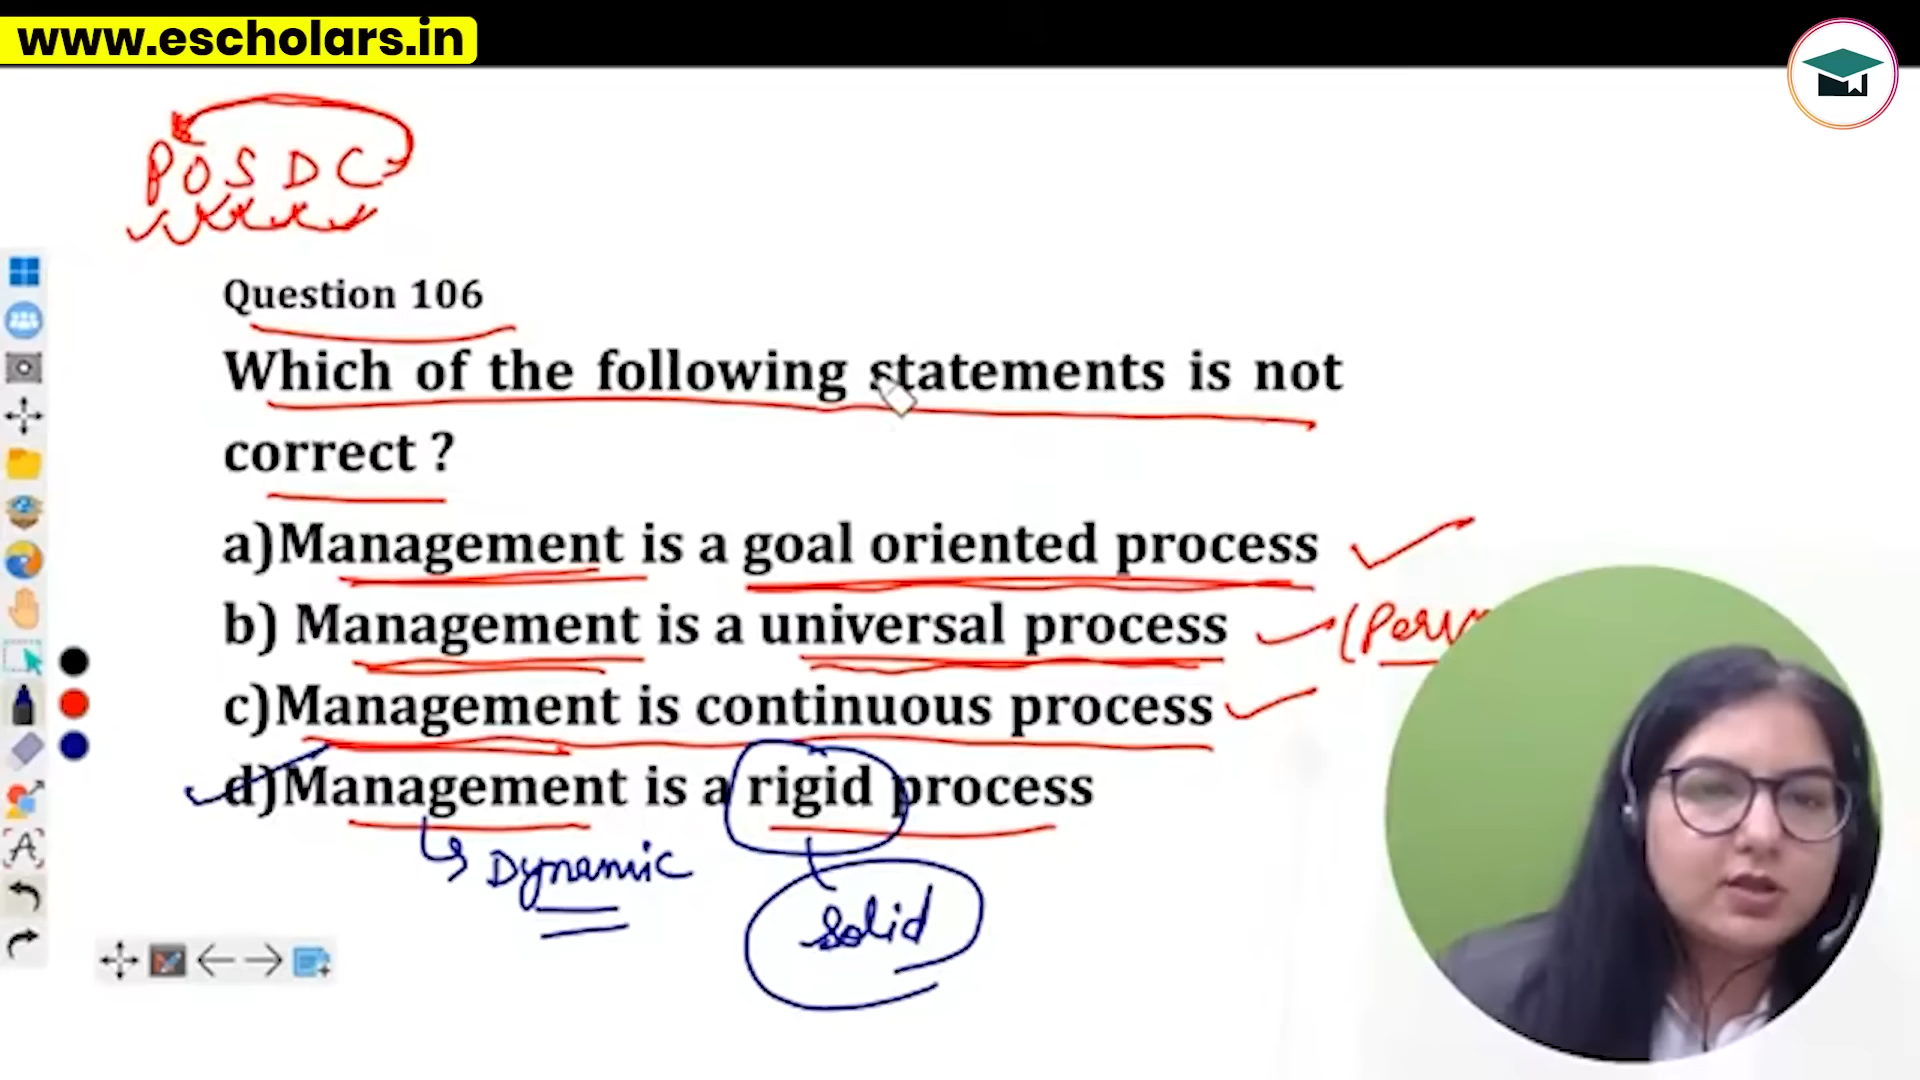 www.escholars.in
POSDC
Question 106
Which of the following statements is not
correct ?
a)Management is a goal oriented process
b) Management is a universal process
c)Management is continuous process
d)Management is a rigid process
Dynamic
Solid